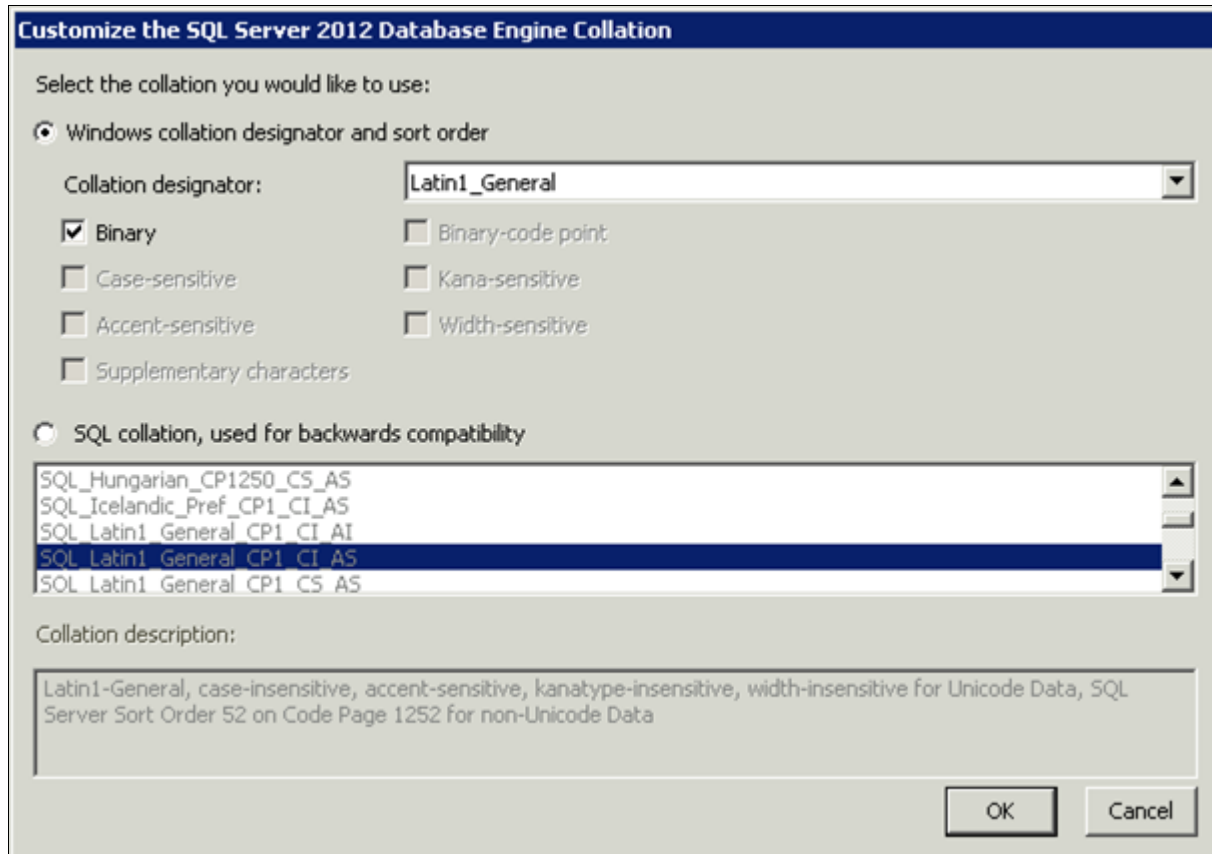 Customize the SQL Server 2012 Database Engine Collation
Select the collation you would like to use:
Windows collation designator and sort order
Collation designator:
Latin1_General
Binary
Binary-code point
Case-sensitive
Kana-sensitive
Accent-sensitive
Width-sensitive
Supplementary characters
SQL collation, used for backwards compatibility
SQL_Hungarian_CP1250_CS_AS
SQL_Icelandic_Pref_CP1_CI_AS
SQL_Latin1_General_CP1_CI_AI
SQL_Latin1_General_CP1_CI_AS
SQL_Latin1_General_CP1_CS_AS
Collation description:
Latin1-General, case-insensitive, accent-sensitive, kanatype-insensitive, width-insensitive for Unicode Data, SQL
Server Sort Order 52 on Code Page 1252 for non-Unicode Data
OK
Cancel